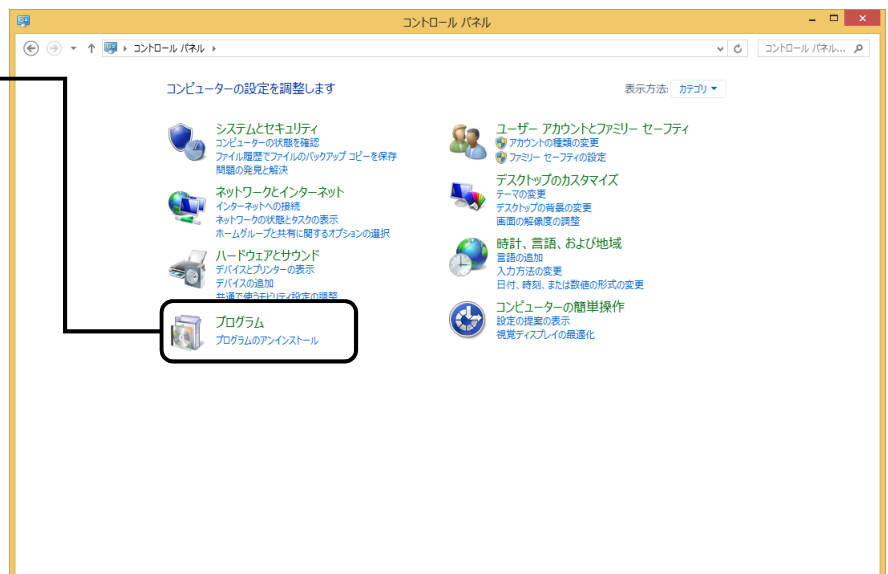 コントロール パネル
コントロール パネル
コントロール パネル...
コンピューターの設定を調整します
表示方法: カテゴリ
システムとセキュリティ
コンピューターの状態を確認
ファイル履歴でファイルのバックアップ コピーを保存
問題の発見と解決
ネットワークとインターネット
インターネットへの接続
ネットワークの状態とタスクの表示
ホームグループと共有に関するオプションの選択
ハードウェアとサウンド
デバイスとプリンターの表示
デバイスの追加
共通で使うモビリティ設定の調整
プログラム
プログラムのアンインストール
ユーザー アカウントとファミリー セーフティ
アカウントの種類の変更
ファミリー セーフティの設定
デスクトップのカスタマイズ
テーマの変更
デスクトップの背景の変更
画面の解像度の調整
時計、言語、および地域
言語の追加
入力方法の変更
日付、時刻、または数値の形式の変更
コンピューターの簡単操作
設定の提案の表示
視覚ディスプレイの最適化